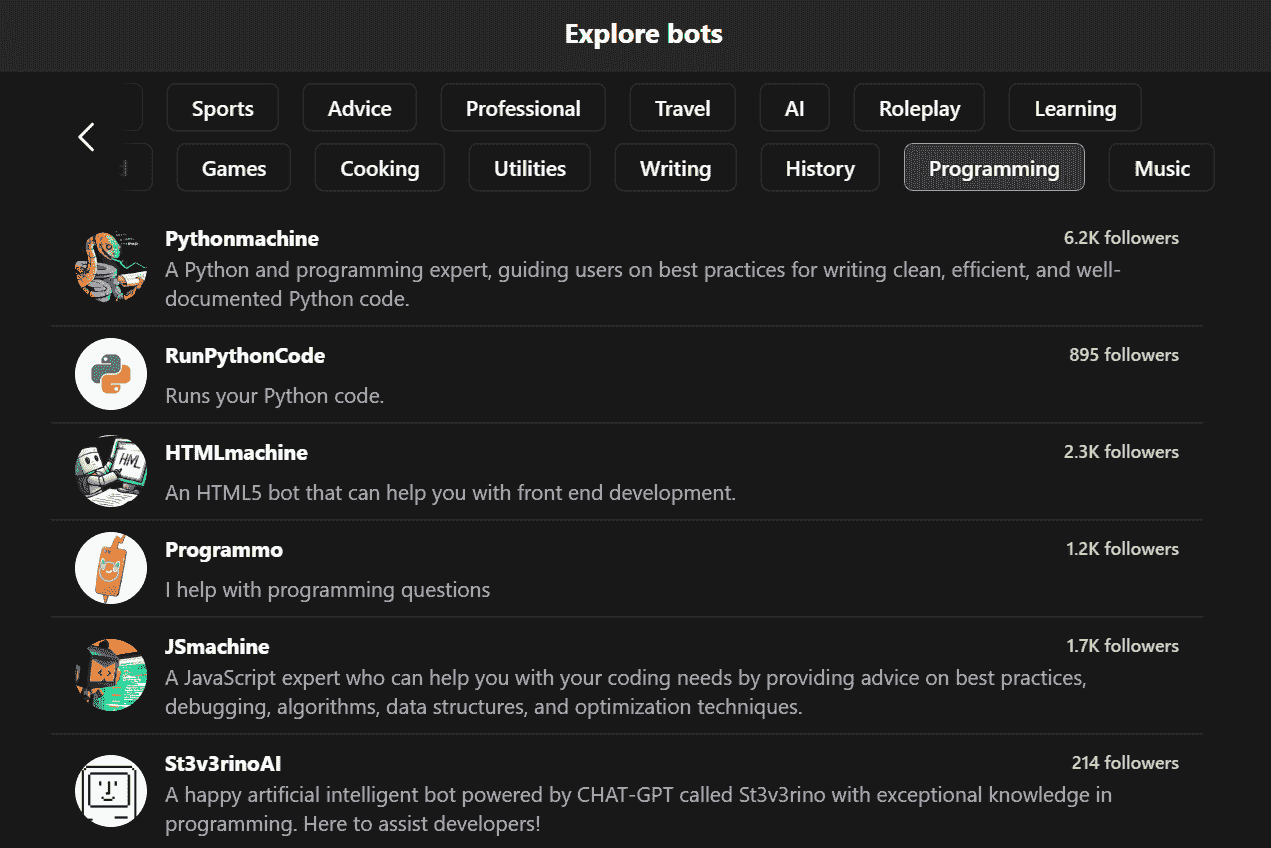 Explore bots
Sports Advice Professional Travel AI Roleplay Learning
Games Cooking Utilities Writing History Programming Music
Pythonmachine 6.2K followers
A Python and programming expert, guiding users on best practices for writing clean, efficient, and well-
documented Python code.
RunPythonCode 895 followers
Runs your Python code.
HTMLmachine 2.3K followers
An HTML5 bot that can help you with front end development.
Programmo 1.2K followers
I help with programming questions
JSmachine 1.7K followers
A JavaScript expert who can help you with your coding needs by providing advice on best practices,
debugging, algorithms, data structures, and optimization techniques.
St3v3rinoAI 214 followers
A happy artificial intelligent bot powered by CHAT-GPT called St3v3rino with exceptional knowledge in
programming. Here to assist developers!